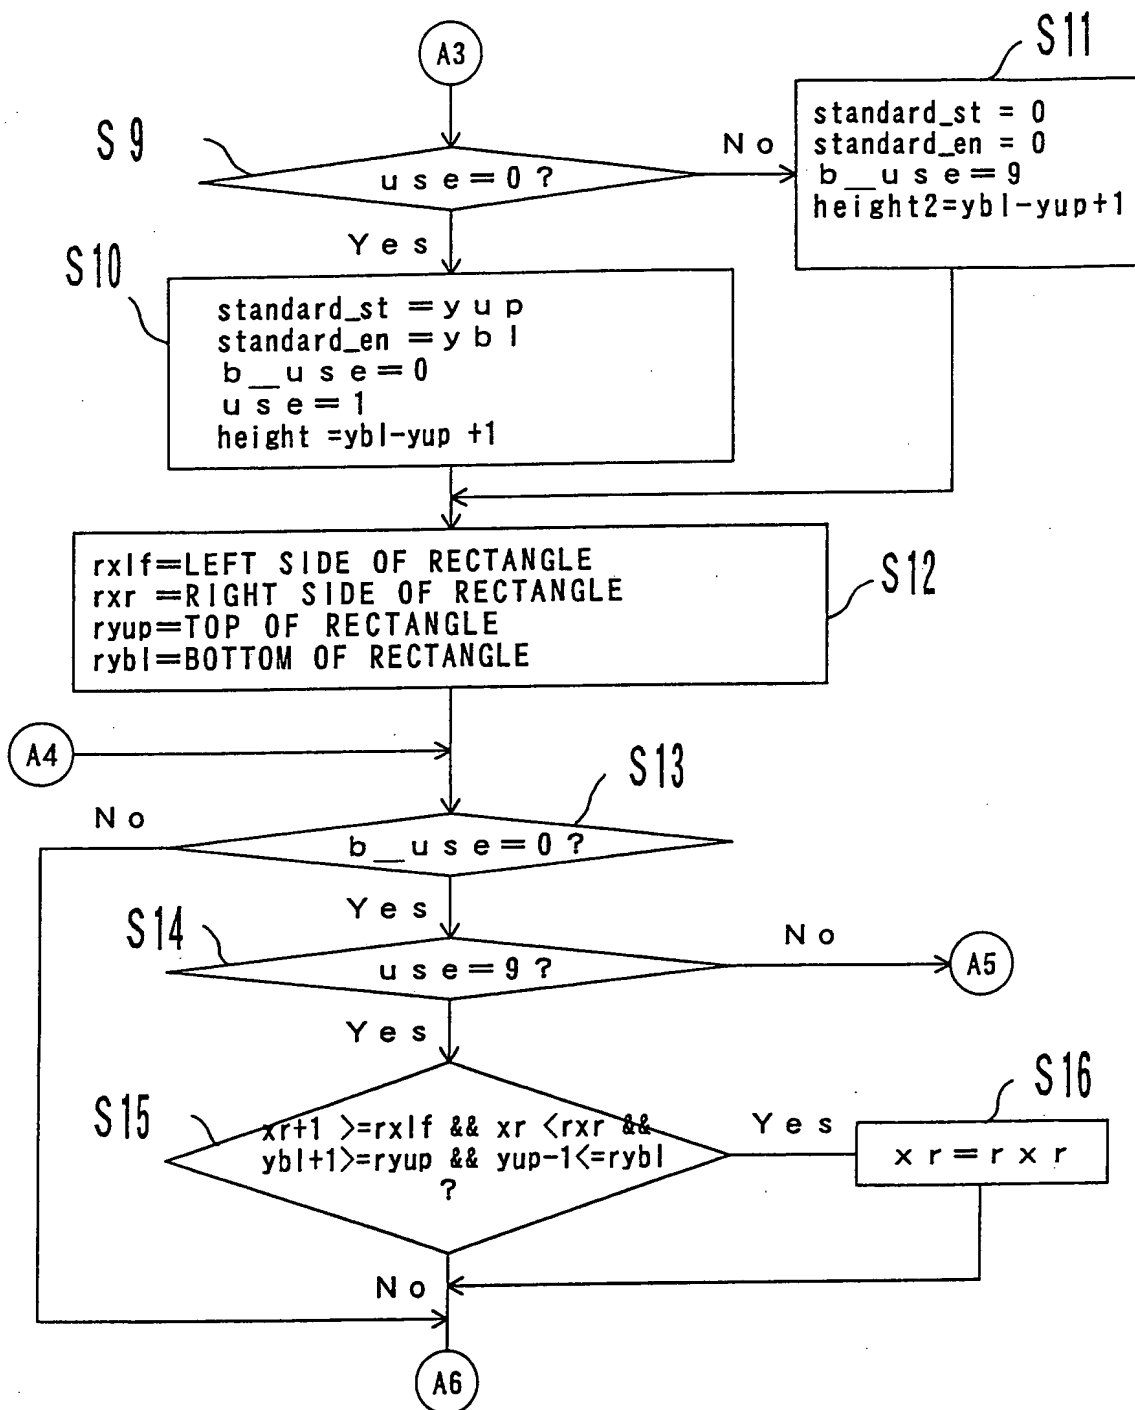 A3
S11
standard_st = 0
standard_en = 0
b__use=9
height2=ybl-yup+1
S9
use=0?
No
Yes
S10
standard_st =yup
standard_en =ybl
b__use=0
use=1
height =ybl-yup +1
rxlf=LEFT SIDE OF RECTANGLE
rxr =RIGHT SIDE OF RECTANGLE
ryup=TOP OF RECTANGLE
rybl=BOTTOM OF RECTANGLE
S12
A4
S13
No
b__use=0?
Yes
S14
use=9?
No
A5
Yes
S15
xr+1 >=rxlf && xr <rxr &&
ybl+1>=ryup && yup-1<=rybl
?
Yes
S16
xr=rxr
No
A6